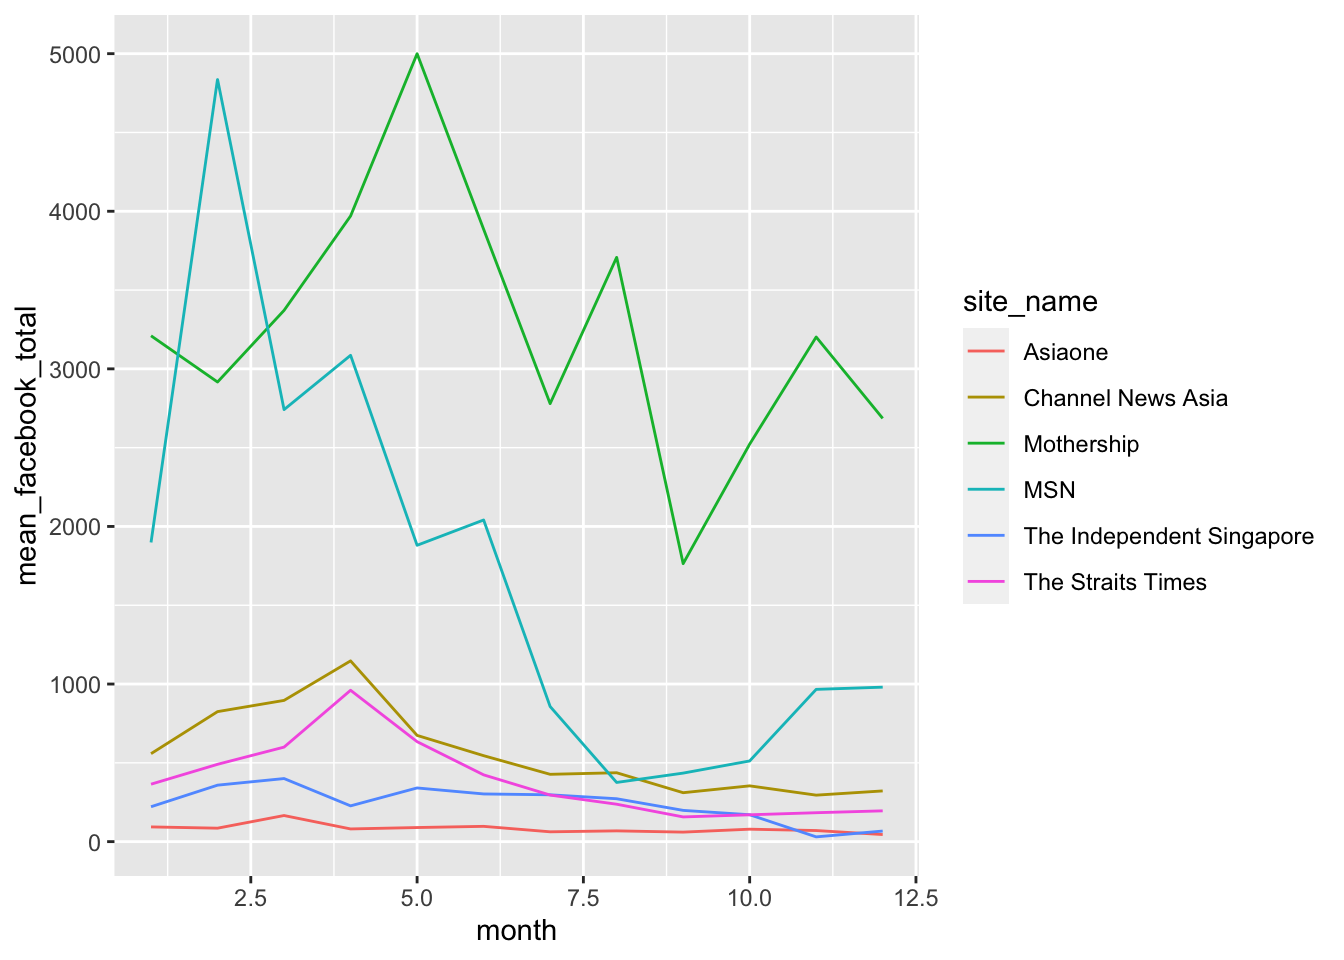 5000
4000
3000
2000
1000
0
mean_facebook_total
2.5 5.0 7.5 10.0 12.5
month
site_name
Asiaone
Channel News Asia
Mothership
MSN
The Independent Singapore
The Straits Times